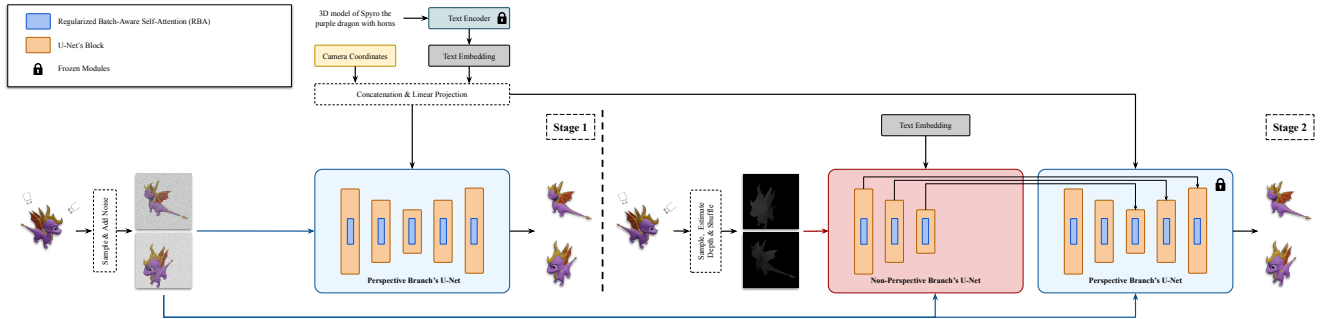 Regularized Batch-Aware Self-Attention (RBA)
U-Net's Block
Frozen Modules
3D model of Spyro the
purple dragon with horns
Text Encoder
Camera Coordinates
Text Embedding
Concatenation & Linear Projection
Stage 1
Text Embedding
Stage 2
Sample & Add Noise
Sample, Estimate
Depth & Shuffle
Perspective Branch's U-Net
Non-Perspective Branch's U-Net
Perspective Branch's U-Net